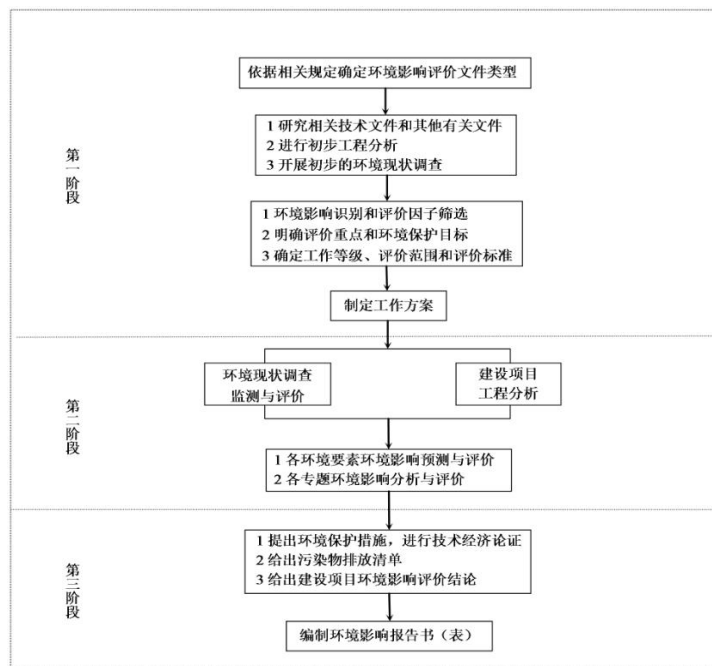 依据相关规定确定环境影响评价文件类型
1 研究相关技术文件和其他有关文件
2 进行初步工程分析
3 开展初步的环境现状调查
第一阶段
1 环境影响识别和评价因子筛选
2 明确评价重点和环境保护目标
3 确定工作等级、评价范围和评价标准
制定工作方案
环境现状调查
监测与评价
建设项目
工程分析
第二阶段
1 各环境要素环境影响预测与评价
2 各专题环境影响分析与评价
1 提出环境保护措施，进行技术经济论证
2 给出污染物排放清单
3 给出建设项目环境影响评价结论
第三阶段
编制环境影响报告书（表）